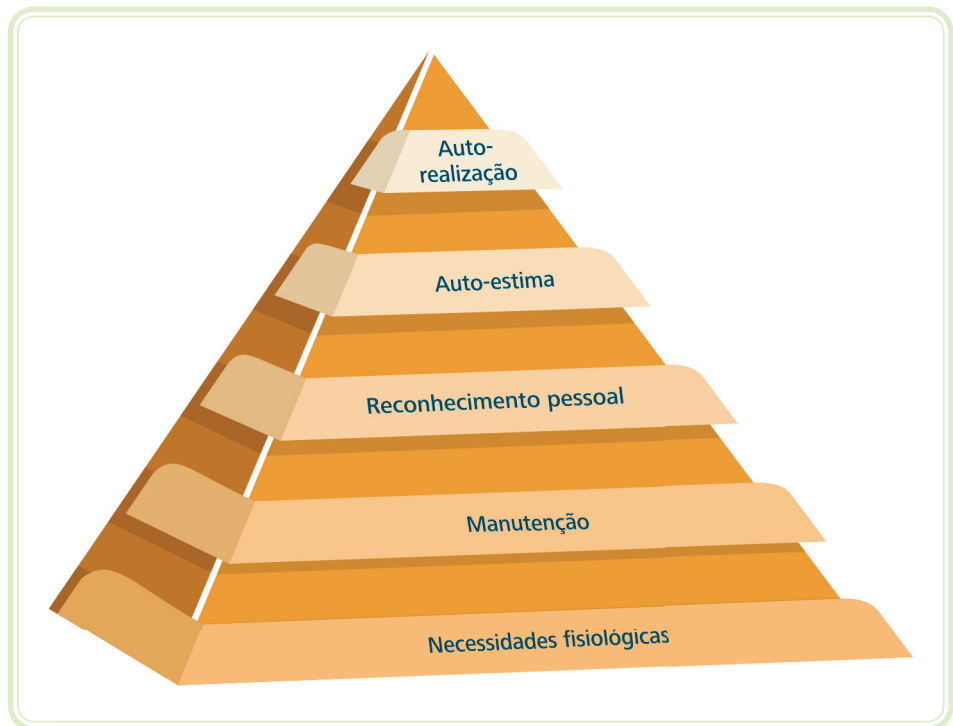 Auto-
realização
Auto-estima
Reconhecimento pessoal
Manutenção
Necessidades fisiológicas